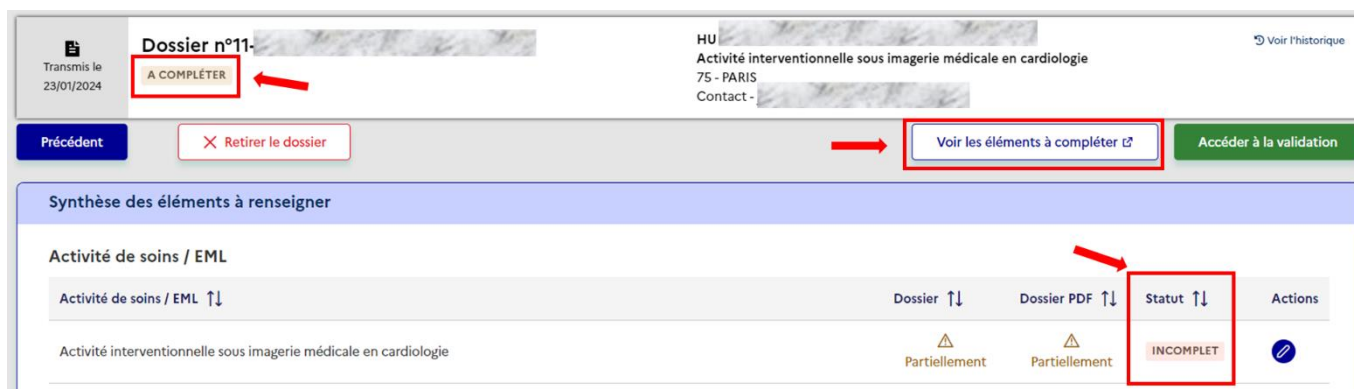 Transmis le
23/01/2024
Dossier n°11-
A COMPLÉTER
HU
Activité interventionnelle sous imagerie médicale en cardiologie
75 - PARIS
Contact -
Voir l'historique
Précédent
Retirer le dossier
Voir les éléments à compléter
Accéder à la validation
Synthèse des éléments à renseigner
Activité de soins / EML
Activité de soins / EML Dossier Dossier PDF Statut Actions
Activité interventionnelle sous imagerie médicale en cardiologie Partiellement Partiellement INCOMPLET